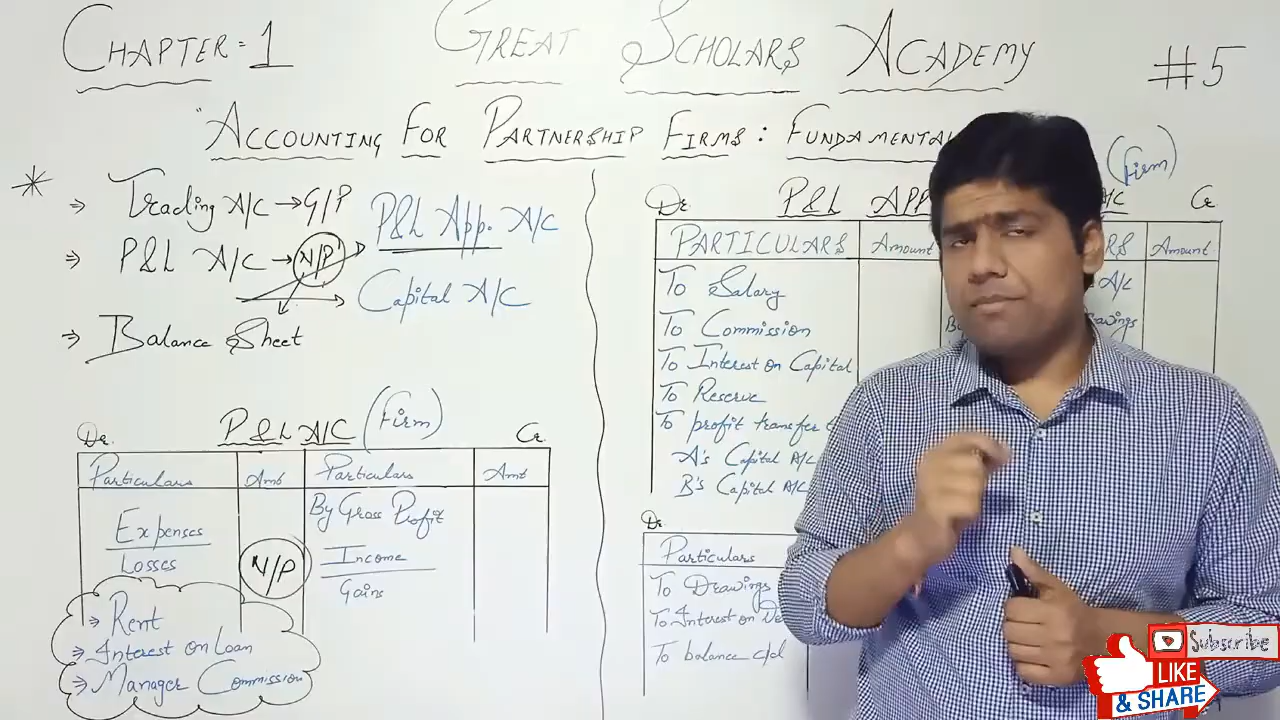 CHAPTER = 1
GREAT SCHOLARS ACADEMY
#5
"ACCOUNTING FOR PARTNERSHIP FIRMS : FUNDAMENTAL
* ⇒ Trading A/C → G/P
⇒ P&L A/C → N/P
P&L App. A/C
Capital A/C
⇒ Balance Sheet
Dr. P&L A/C (Firm) Cr.
Particulars Amt Particulars Amt
Expenses By Gross Profit
Losses N/P Income
Gains
⇒ Rent
⇒ Interest on Loan
⇒ Manager Commission
(Firm)
Dr. P&L APP A/C Cr
PARTICULARS Amount RS Amount
To Salary A/C
To Commission
To Interest on Capital
To Reserve
To profit transfer
A's Capital A/C
B's Capital A/C
Dr.
Particulars
To Drawings
To Interest on
To balance c/d
Subscribe
LIKE
& SHARE